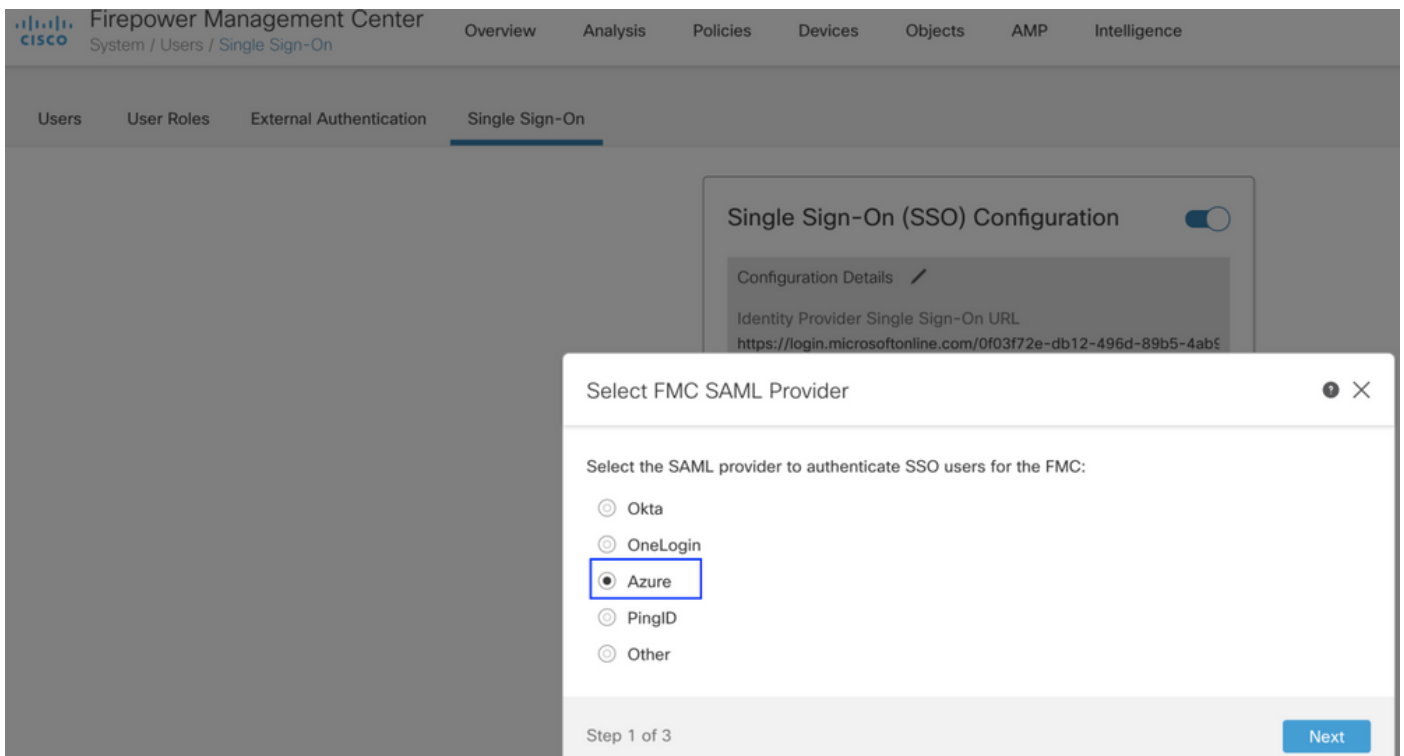 CISCO
Firepower Management Center
System / Users / Single Sign-On
Overview Analysis Policies Devices Objects AMP Intelligence
Users User Roles External Authentication Single Sign-On
Single Sign-On (SSO) Configuration
Configuration Details
Identity Provider Single Sign-On URL
https://login.microsoftonline.com/0f03f72e-db12-496d-89b5-4ab9
Select FMC SAML Provider ?
Select the SAML provider to authenticate SSO users for the FMC:
Okta
OneLogin
Azure
PingID
Other
Step 1 of 3 Next